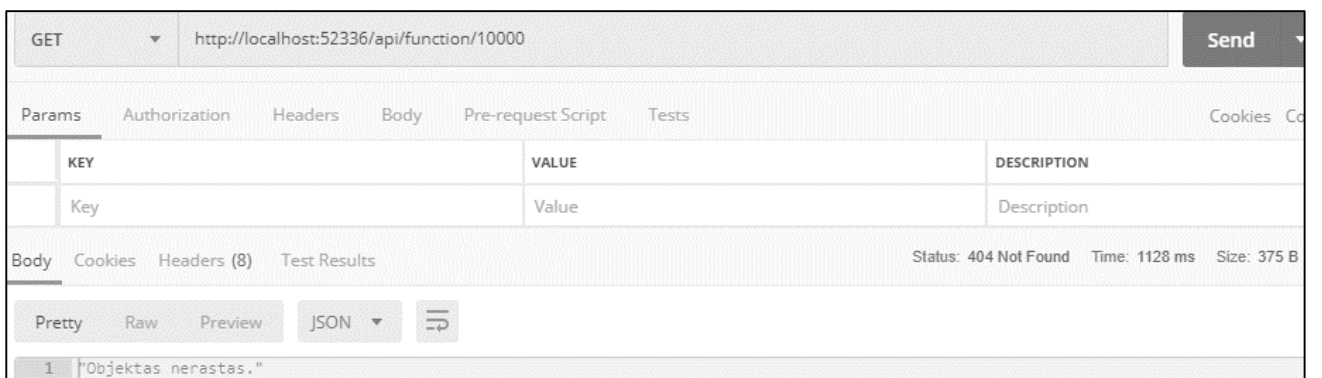 GET http://localhost:52336/api/function/10000 Send
Params Authorization Headers Body Pre-request Script Tests Cookies
KEY VALUE DESCRIPTION
Key Value Description
Body Cookies Headers (8) Test Results Status: 404 Not Found Time: 1128 ms Size: 375 B
Pretty Raw Preview JSON
1 "Objektas nerastas."